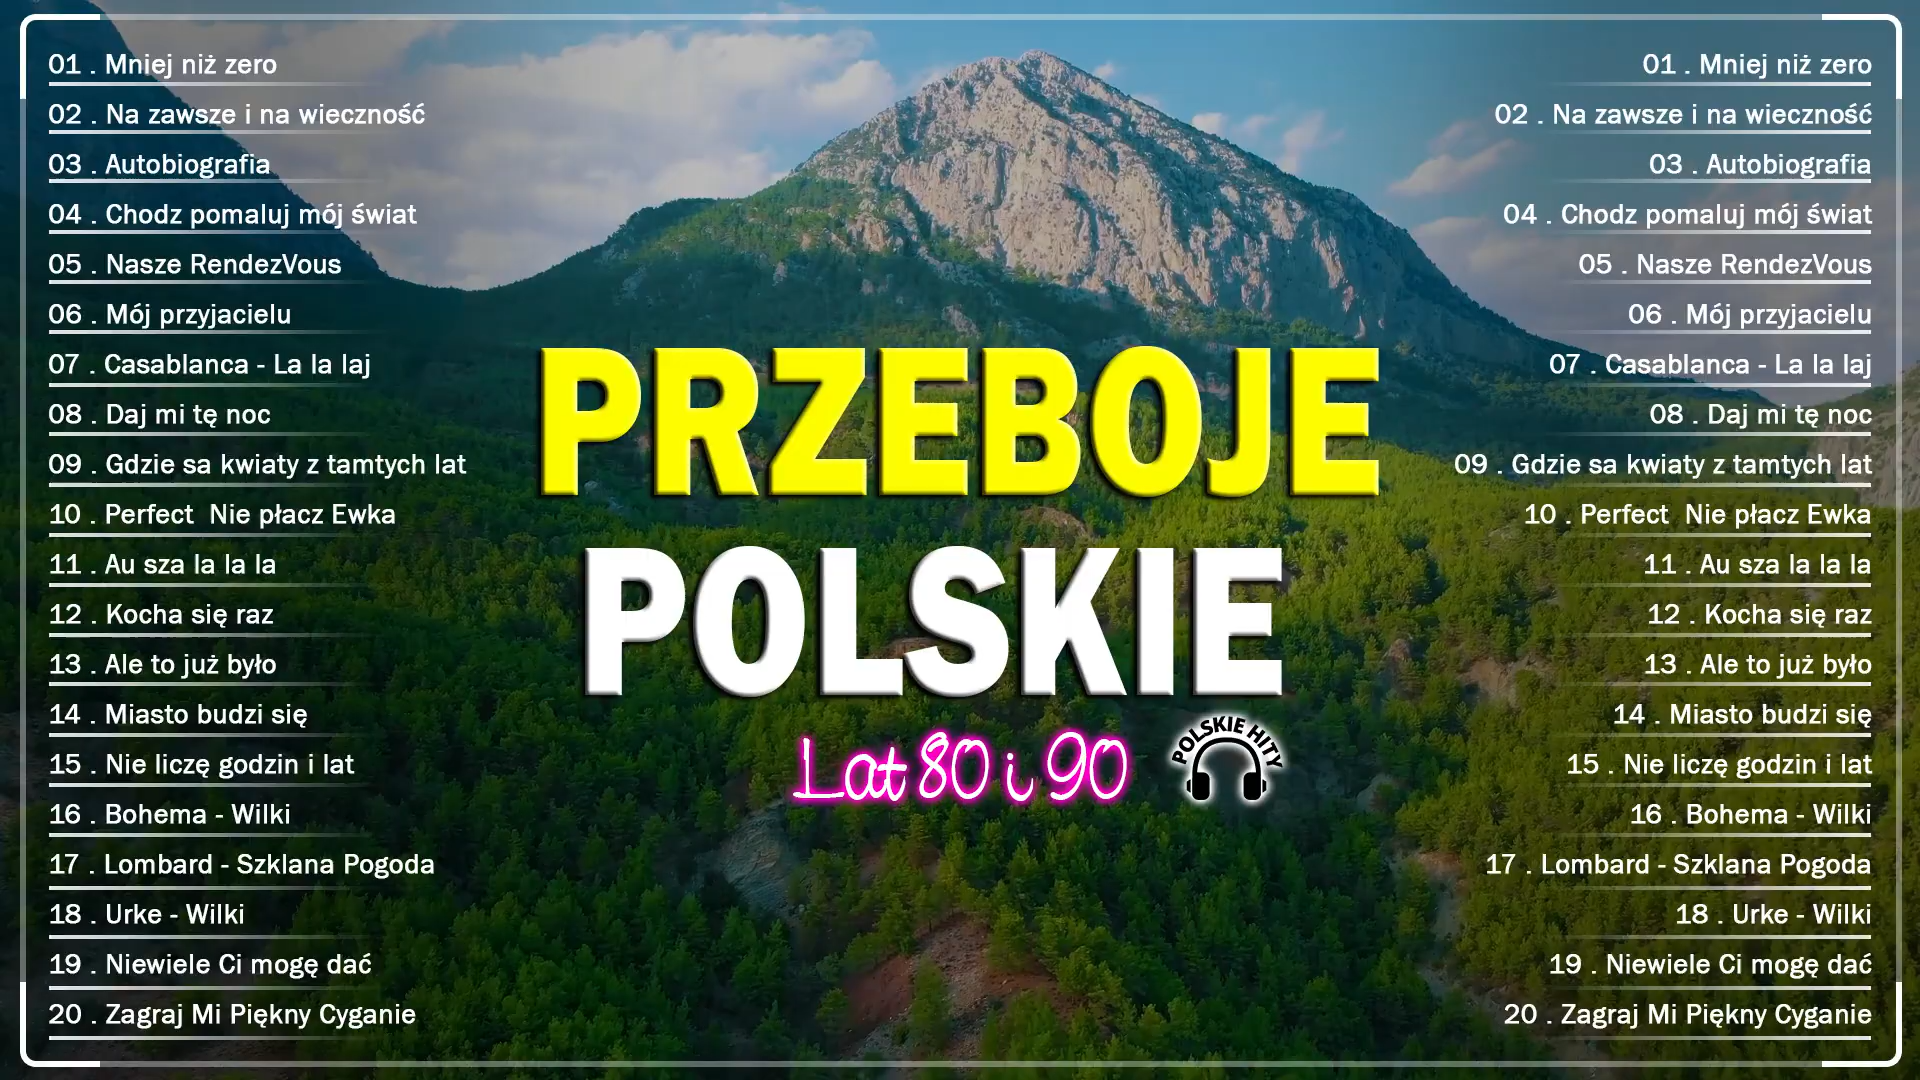 01 . Mniej niż zero
02 . Na zawsze i na wieczność
03 . Autobiografia
04 . Chodz pomaluj mój świat
05 . Nasze RendezVous
06 . Mój przyjacielu
07 . Casablanca - La la laj
08 . Daj mi tę noc
09 . Gdzie sa kwiaty z tamtych lat
10 . Perfect  Nie płacz Ewka
11 . Au sza la la la
12 . Kocha się raz
13 . Ale to już było
14 . Miasto budzi się
15 . Nie liczę godzin i lat
16 . Bohema - Wilki
17 . Lombard - Szklana Pogoda
18 . Urke - Wilki
19 . Niewiele Ci mogę dać
20 . Zagraj Mi Piękny Cyganie
PRZEBOJE
POLSKIE
Lat 80 i 90
POLSKIE HITY
01 . Mniej niż zero
02 . Na zawsze i na wieczność
03 . Autobiografia
04 . Chodz pomaluj mój świat
05 . Nasze RendezVous
06 . Mój przyjacielu
07 . Casablanca - La la laj
08 . Daj mi tę noc
09 . Gdzie sa kwiaty z tamtych lat
10 . Perfect  Nie płacz Ewka
11 . Au sza la la la
12 . Kocha się raz
13 . Ale to już było
14 . Miasto budzi się
15 . Nie liczę godzin i lat
16 . Bohema - Wilki
17 . Lombard - Szklana Pogoda
18 . Urke - Wilki
19 . Niewiele Ci mogę dać
20 . Zagraj Mi Piękny Cyganie